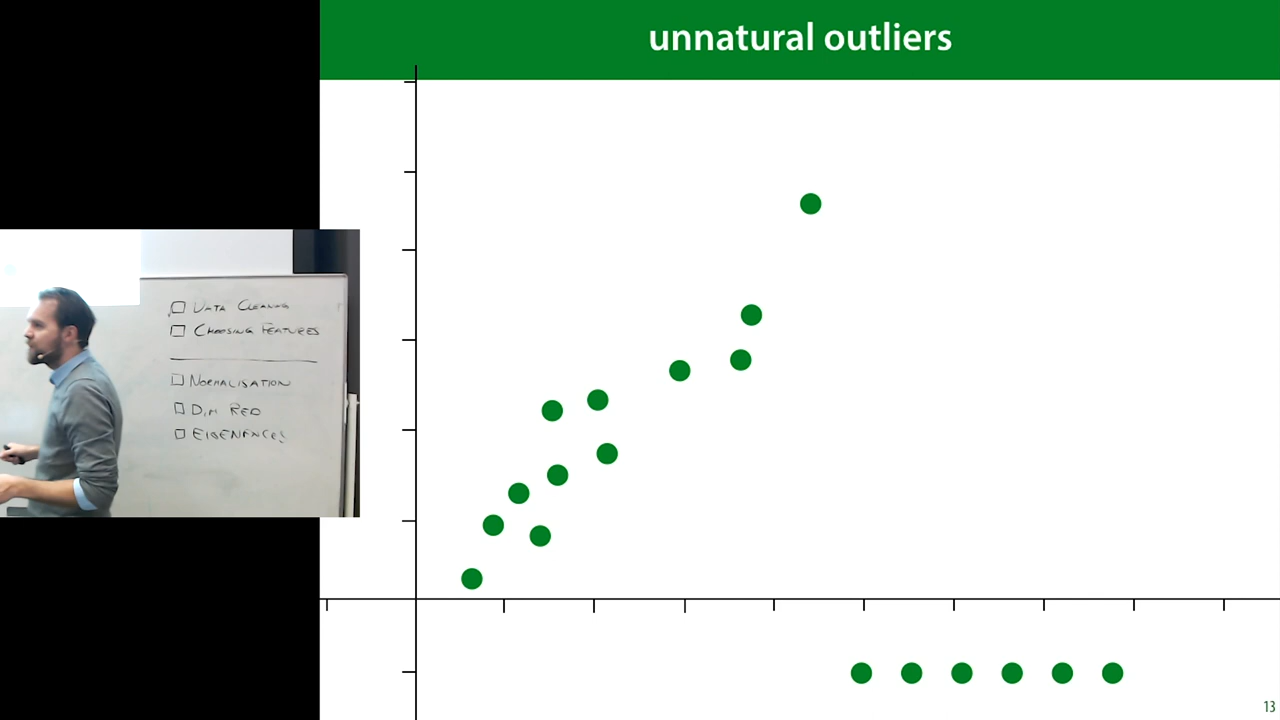 unnatural outliers
DATA CLEANING
CHOOSING FEATURES
NORMALISATION
DIM RED
EIGENFACES
13